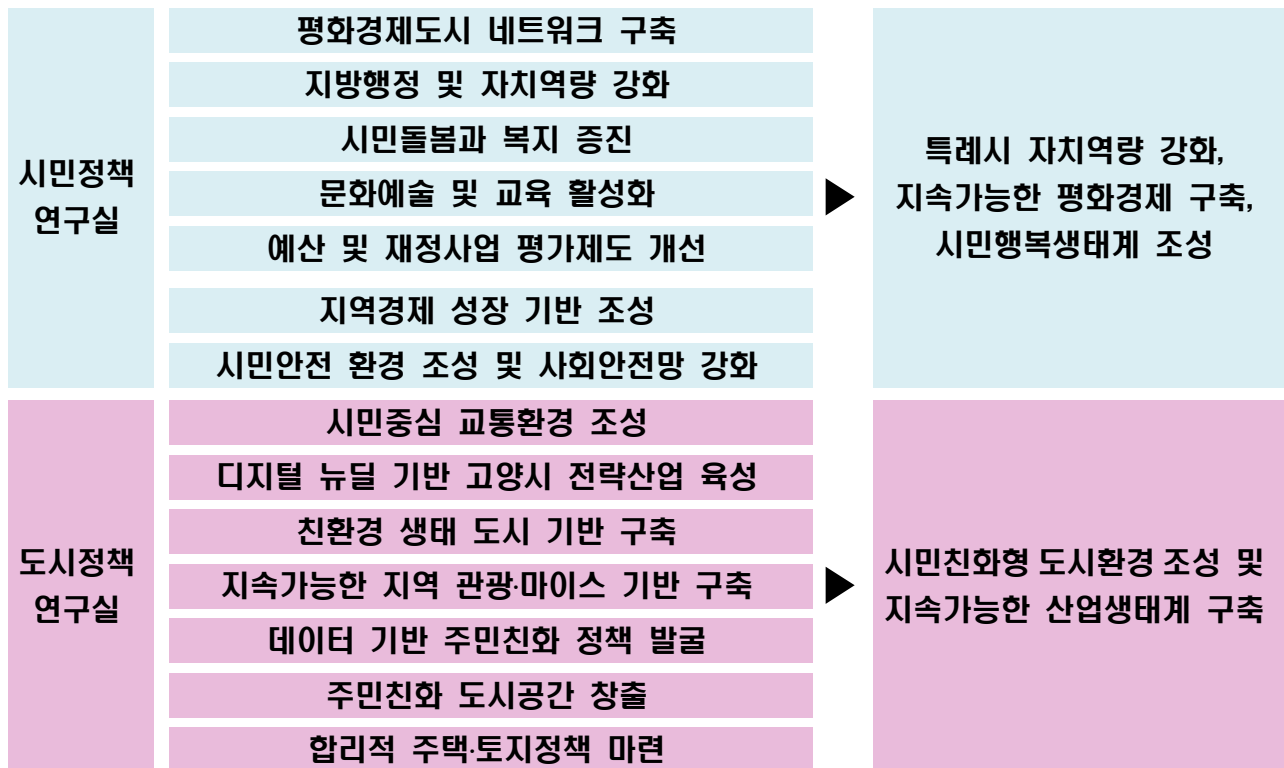 시민정책
연구실
평화경제도시 네트워크 구축
지방행정 및 자치역량 강화
시민돌봄과 복지 증진
문화예술 및 교육 활성화
예산 및 재정사업 평가제도 개선
지역경제 성장 기반 조성
시민안전 환경 조성 및 사회안전망 강화
특례시 자치역량 강화,
지속가능한 평화경제 구축,
시민행복생태계 조성
도시정책
연구실
시민중심 교통환경 조성
디지털 뉴딜 기반 고양시 전략산업 육성
친환경 생태 도시 기반 구축
지속가능한 지역 관광·마이스 기반 구축
데이터 기반 주민친화 정책 발굴
주민친화 도시공간 창출
합리적 주택·토지정책 마련
시민친화형 도시환경 조성 및
지속가능한 산업생태계 구축